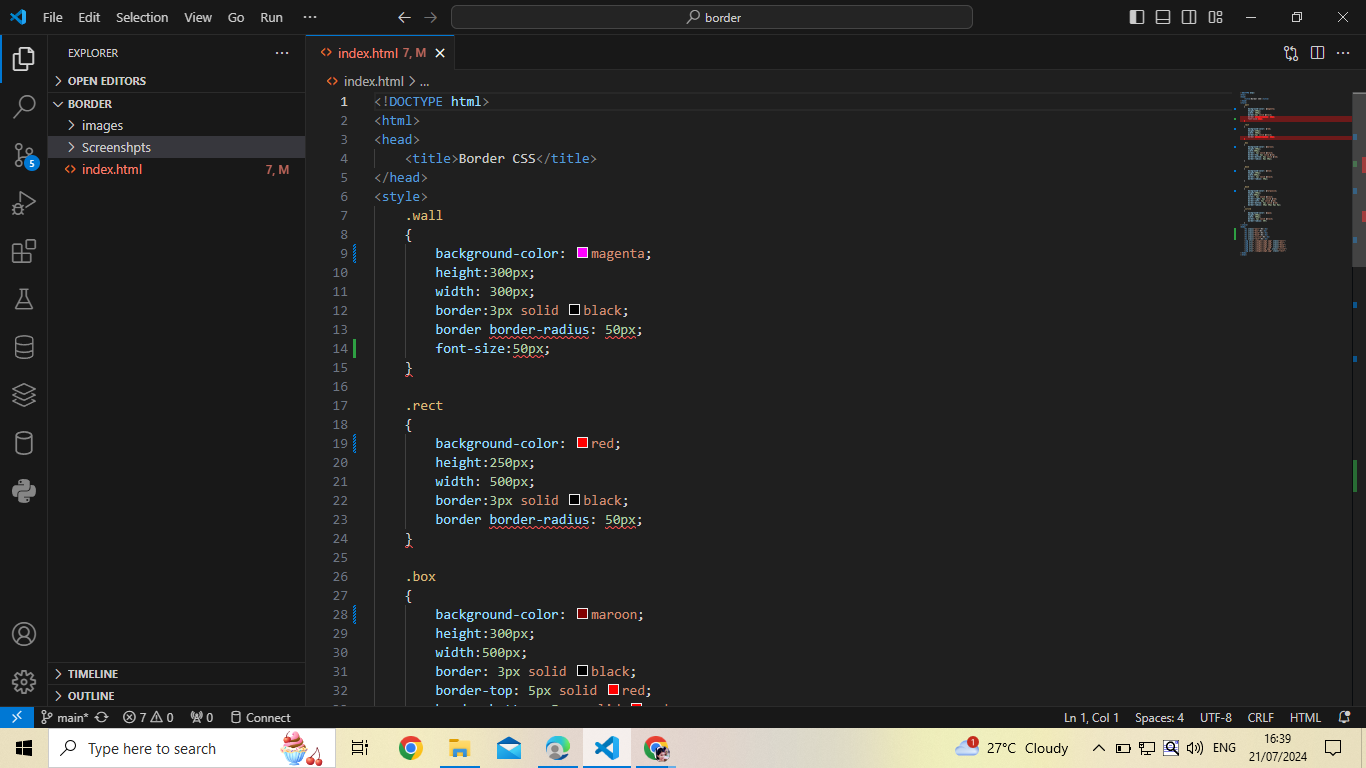 File Edit Selection View Go Run ···
border
EXPLORER
OPEN EDITORS
BORDER
images
Screenshpts
index.html 7, M
TIMELINE
OUTLINE
5
index.html 7, M
index.html > ...
1 <!DOCTYPE html>
2 <html>
3 <head>
4 <title>Border CSS</title>
5 </head>
6 <style>
7 .wall
8 {
9 background-color: magenta;
10 height:300px;
11 width: 300px;
12 border:3px solid black;
13 border border-radius: 50px;
14 font-size:50px;
15 }
16
17 .rect
18 {
19 background-color: red;
20 height:250px;
21 width: 500px;
22 border:3px solid black;
23 border border-radius: 50px;
24 }
25
26 .box
27 {
28 background-color: maroon;
29 height:300px;
30 width:500px;
31 border: 3px solid black;
32 border-top: 5px solid red;
main* 7 0 0 Connect
Ln 1, Col 1 Spaces: 4 UTF-8 CRLF HTML
Type here to search
1 27°C Cloudy ENG 16:39
21/07/2024